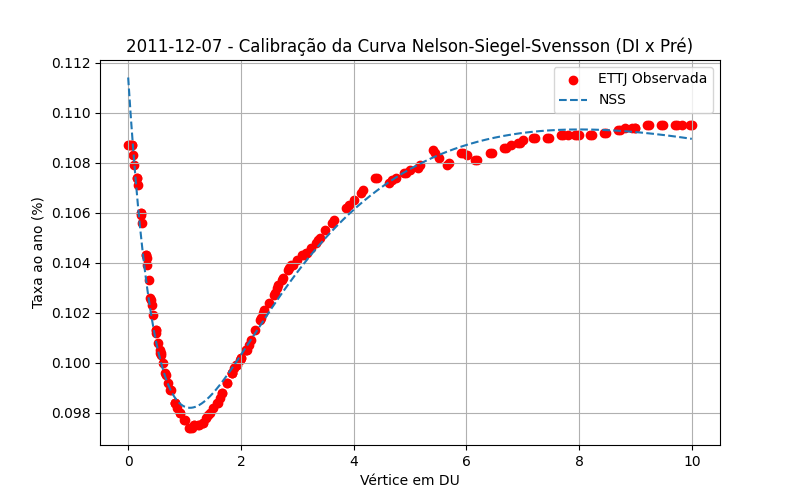 2011-12-07 - Calibração da Curva Nelson-Siegel-Svensson (DI x Pré)
ETTJ Observada
NSS
Taxa ao ano (%)
0.112
0.110
0.108
0.106
0.104
0.102
0.100
0.098
0 2 4 6 8 10
Vértice em DU